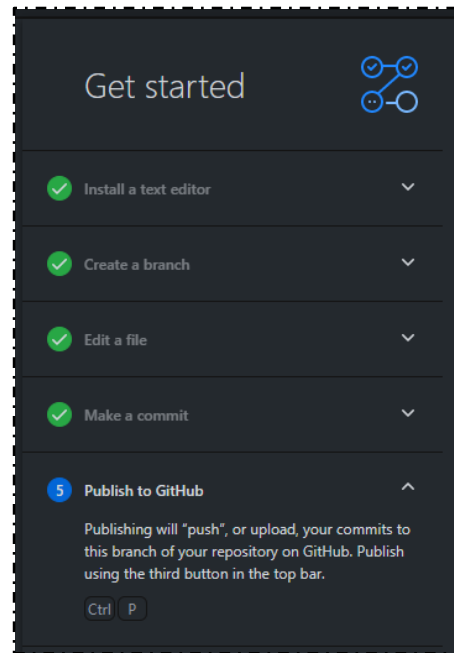 Get started
Install a text editor
Create a branch
Edit a file
Make a commit
5 Publish to GitHub
Publishing will “push”, or upload, your commits to
this branch of your repository on GitHub. Publish
using the third button in the top bar.
Ctrl P